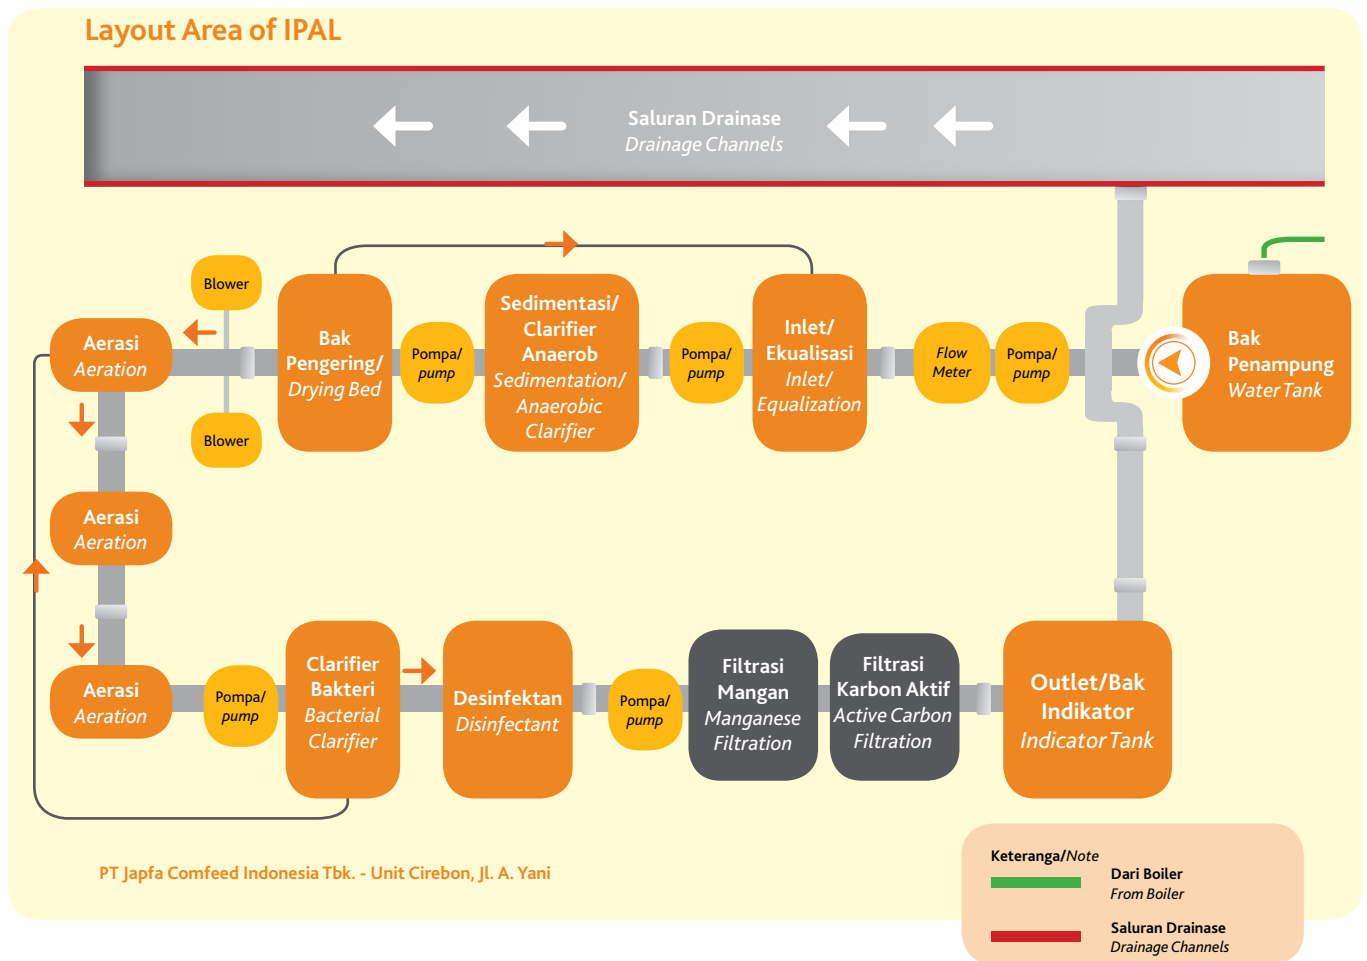 Layout Area of IPAL
Saluran Drainase
Drainage Channels
Blower
Aerasi
Aeration
Bak
Pengering/
Drying Bed
Pompa/
pump
Sedimentasi/
Clarifier
Anaerob
Sedimentation/
Anaerobic
Clarifier
Pompa/
pump
Inlet/
Ekualisasi
Inlet/
Equalization
Flow
Meter
Pompa/
pump
Bak
Penampung
Water Tank
Blower
Aerasi
Aeration
Aerasi
Aeration
Pompa/
pump
Clarifier
Bakteri
Bacterial
Clarifier
Desinfektan
Disinfectant
Pompa/
pump
Filtrasi
Mangan
Manganese
Filtration
Filtrasi
Karbon Aktif
Active Carbon
Filtration
Outlet/Bak
Indikator
Indicator Tank
PT Japfa Comfeed Indonesia Tbk. - Unit Cirebon, Jl. A. Yani
Keteranga/Note
Dari Boiler
From Boiler
Saluran Drainase
Drainage Channels